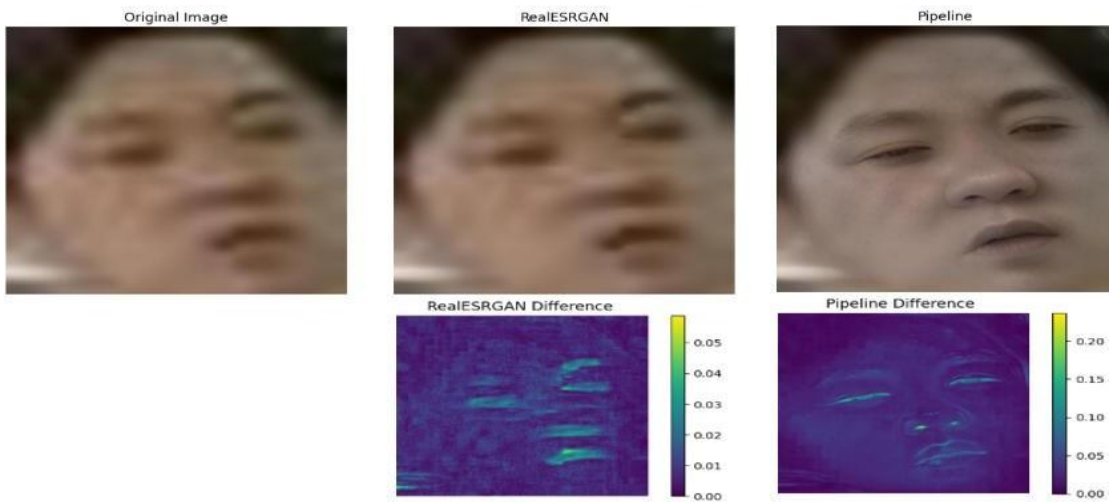 Original Image
RealESRGAN
Pipeline
RealESRGAN Difference
0.05
0.04
0.03
0.02
0.01
0.00
Pipeline Difference
0.20
0.15
0.10
0.05
0.00